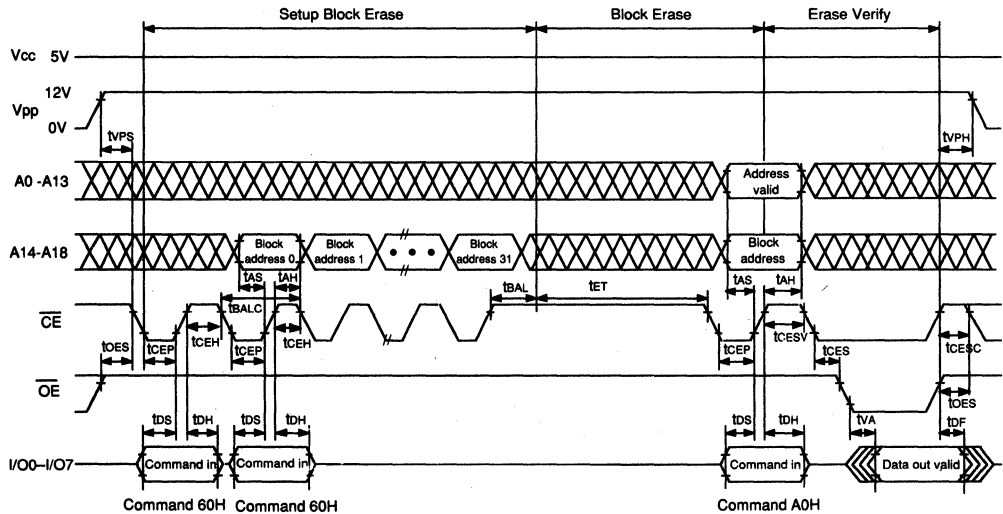 Setup Block Erase Block Erase Erase Verify
Vcc 5V
12V
Vpp
0V
tVPS tVPH
A0 -A13 Address valid
A14-A18 Block address 0 Block address 1 Block address 31 Block address
tAS tAH tBAL tET tAS tAH
tBALC
CE
tCEH tCEH tCESV tCESC
tOES tCEP tCEP tCEP tCES
OE
tOES
tDS tDH tDS tDH tDS tDH tVA tDF
I/O0–I/O7 Command in Command in Command in Data out valid
Command 60H Command 60H Command A0H